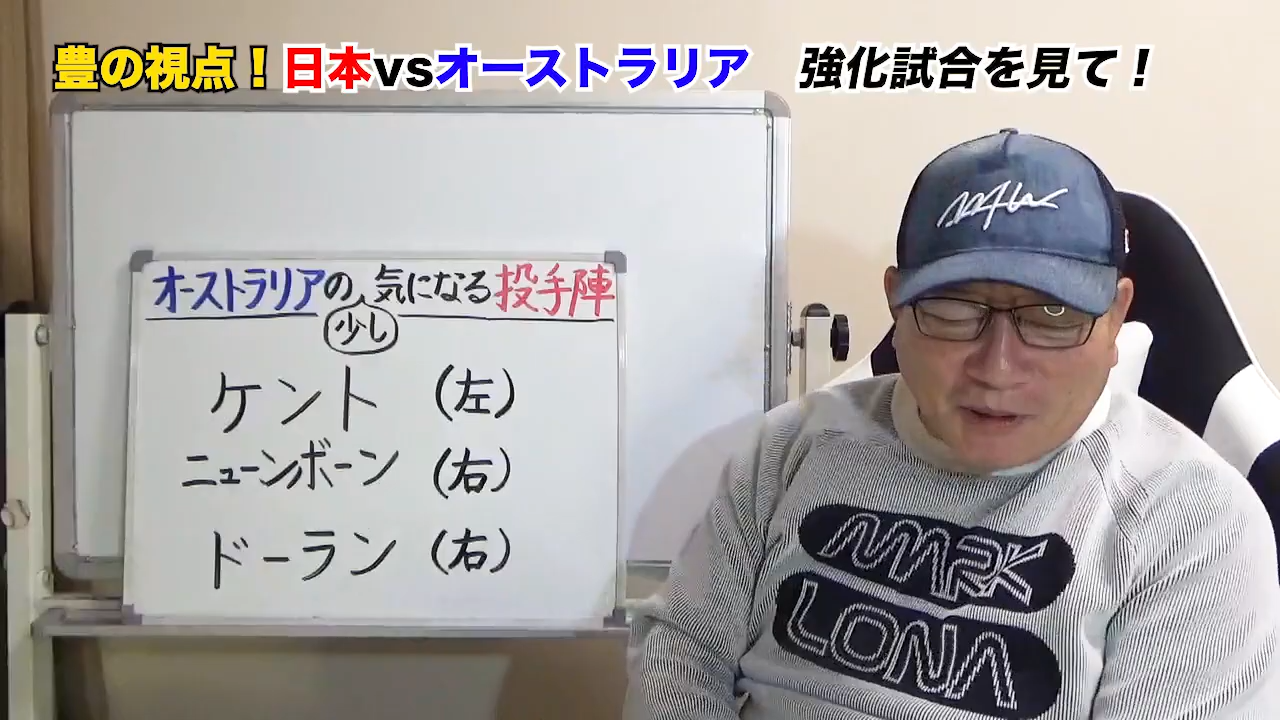 豊の視点！日本vsオーストラリア　強化試合を見て！
オーストラリアの気になる投手陣
少し
ケント (左)
ニューンボーン (右)
ドーラン (右)
MARK
LONA